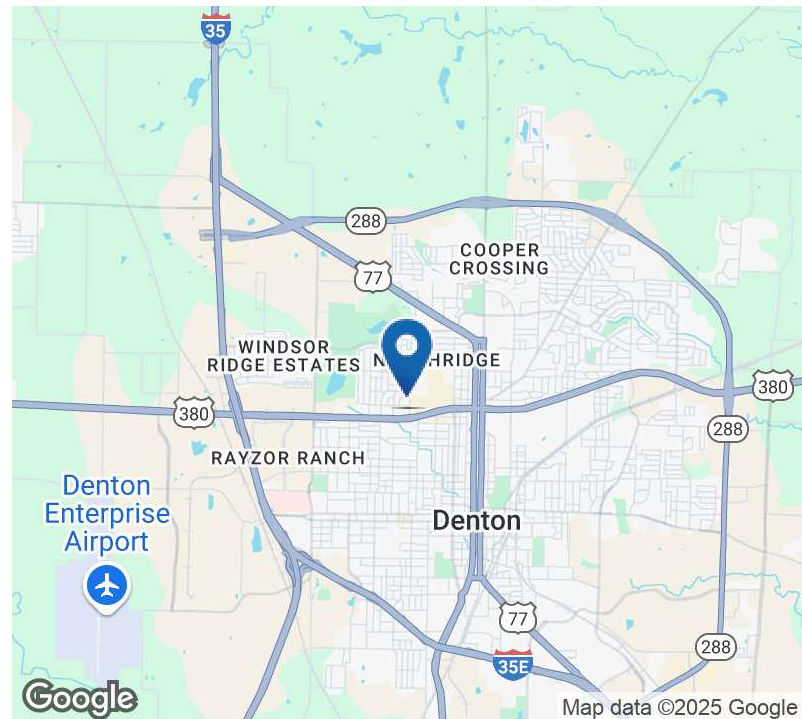 35
288
COOPER
CROSSING
77
WINDSOR
RIDGE ESTATES
380
380
288
RAYZOR RANCH
Denton
Enterprise
Airport
Denton
77
288
35E
Google
Map data ©2025 Google